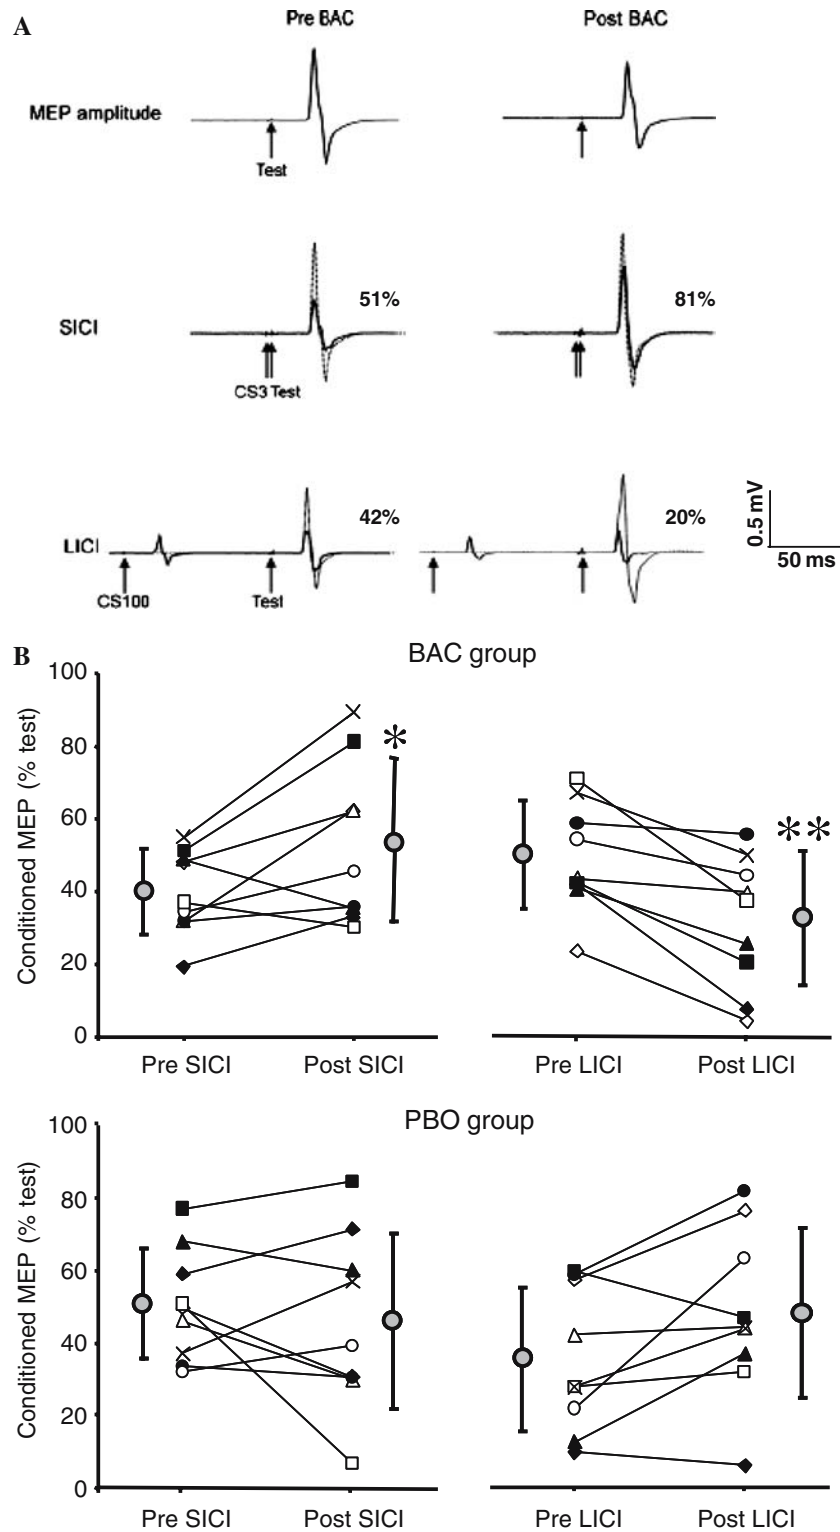 A
Pre BAC
Post BAC
MEP amplitude
Test
SICI
51%
81%
CS3 Test
LICI
42%
20%
0.5 mV
50 ms
CS100
Test
B
BAC group
Conditioned MEP (% test)
100
80
60
40
20
0
*
**
Pre SICI
Post SICI
Pre LICI
Post LICI
PBO group
Conditioned MEP (% test)
100
80
60
40
20
0
Pre SICI
Post SICI
Pre LICI
Post LICI